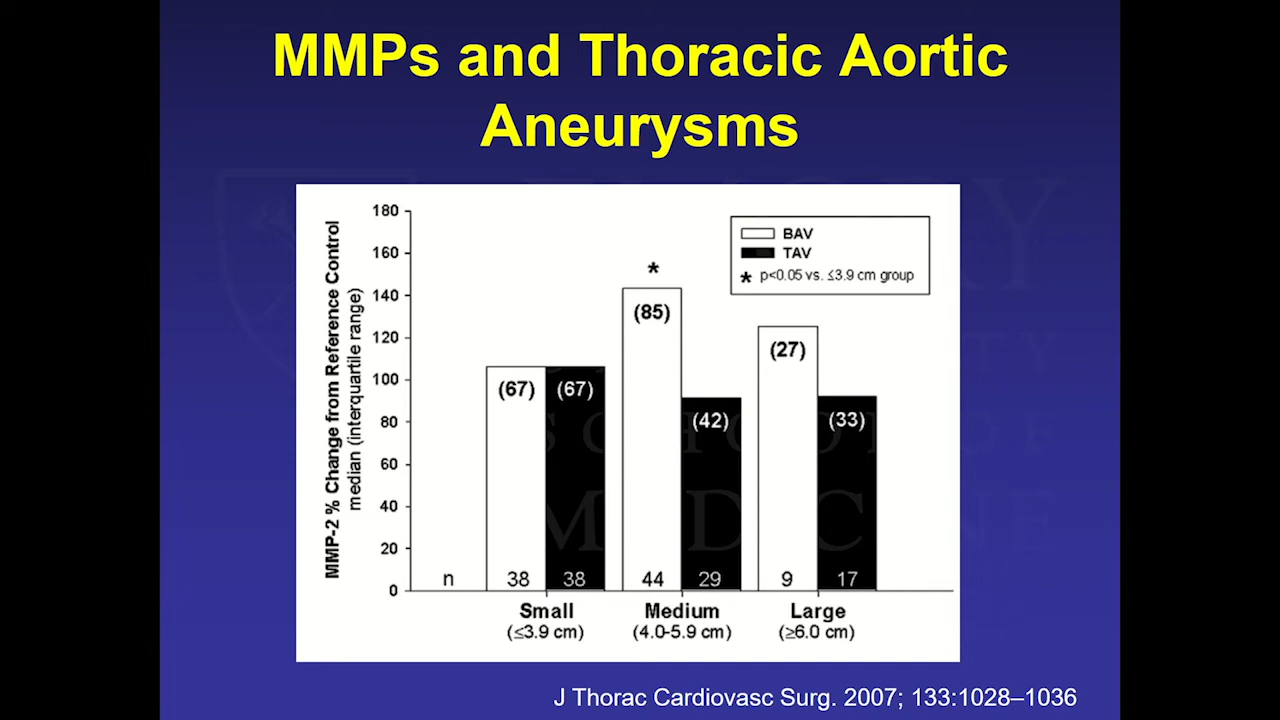 MMPs and Thoracic Aortic
Aneurysms
MMP-2 % Change from Reference Control
median (interquartile range)
180
160
140
120
100
80
60
40
20
0
BAV
TAV
* p<0.05 vs. ≤3.9 cm group
*
(67)
(67)
(85)
(42)
(27)
(33)
n
38
38
44
29
9
17
Small
(≤3.9 cm)
Medium
(4.0-5.9 cm)
Large
(≥6.0 cm)
MEDICINE
J Thorac Cardiovasc Surg. 2007; 133:1028–1036